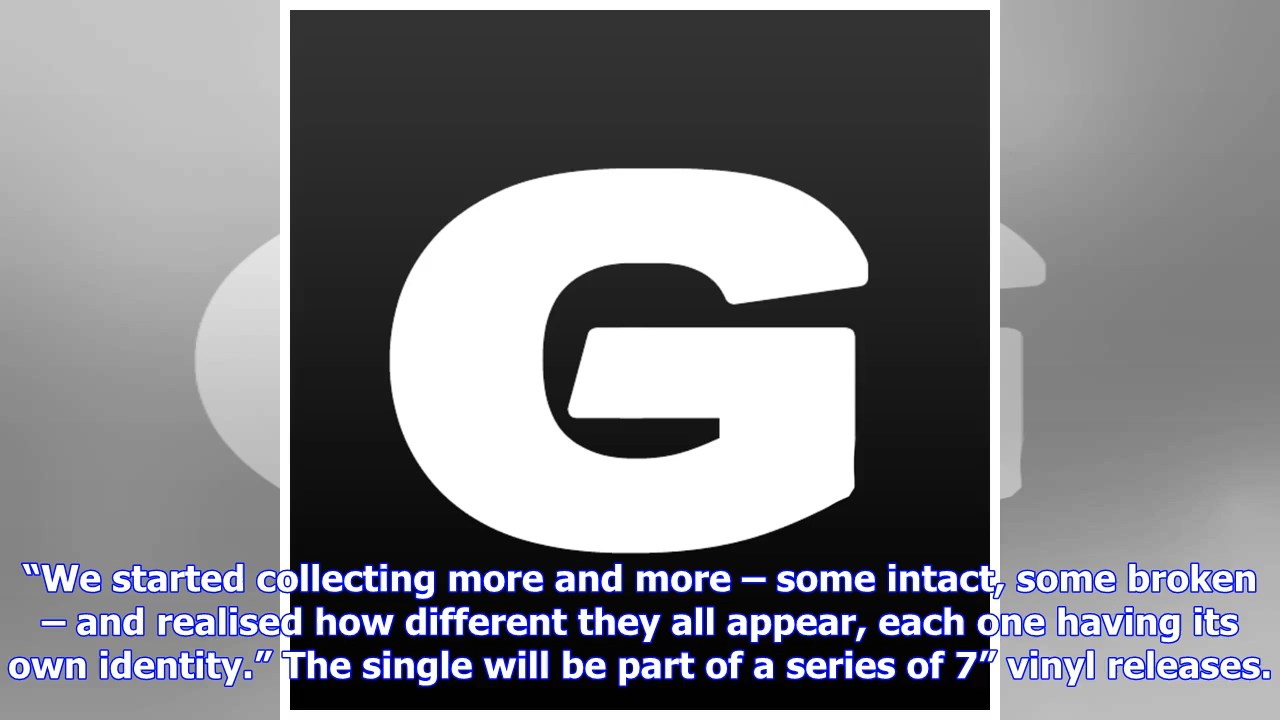 G
“We started collecting more and more – some intact, some broken
– and realised how different they all appear, each one having its
own identity.” The single will be part of a series of 7” vinyl releases.